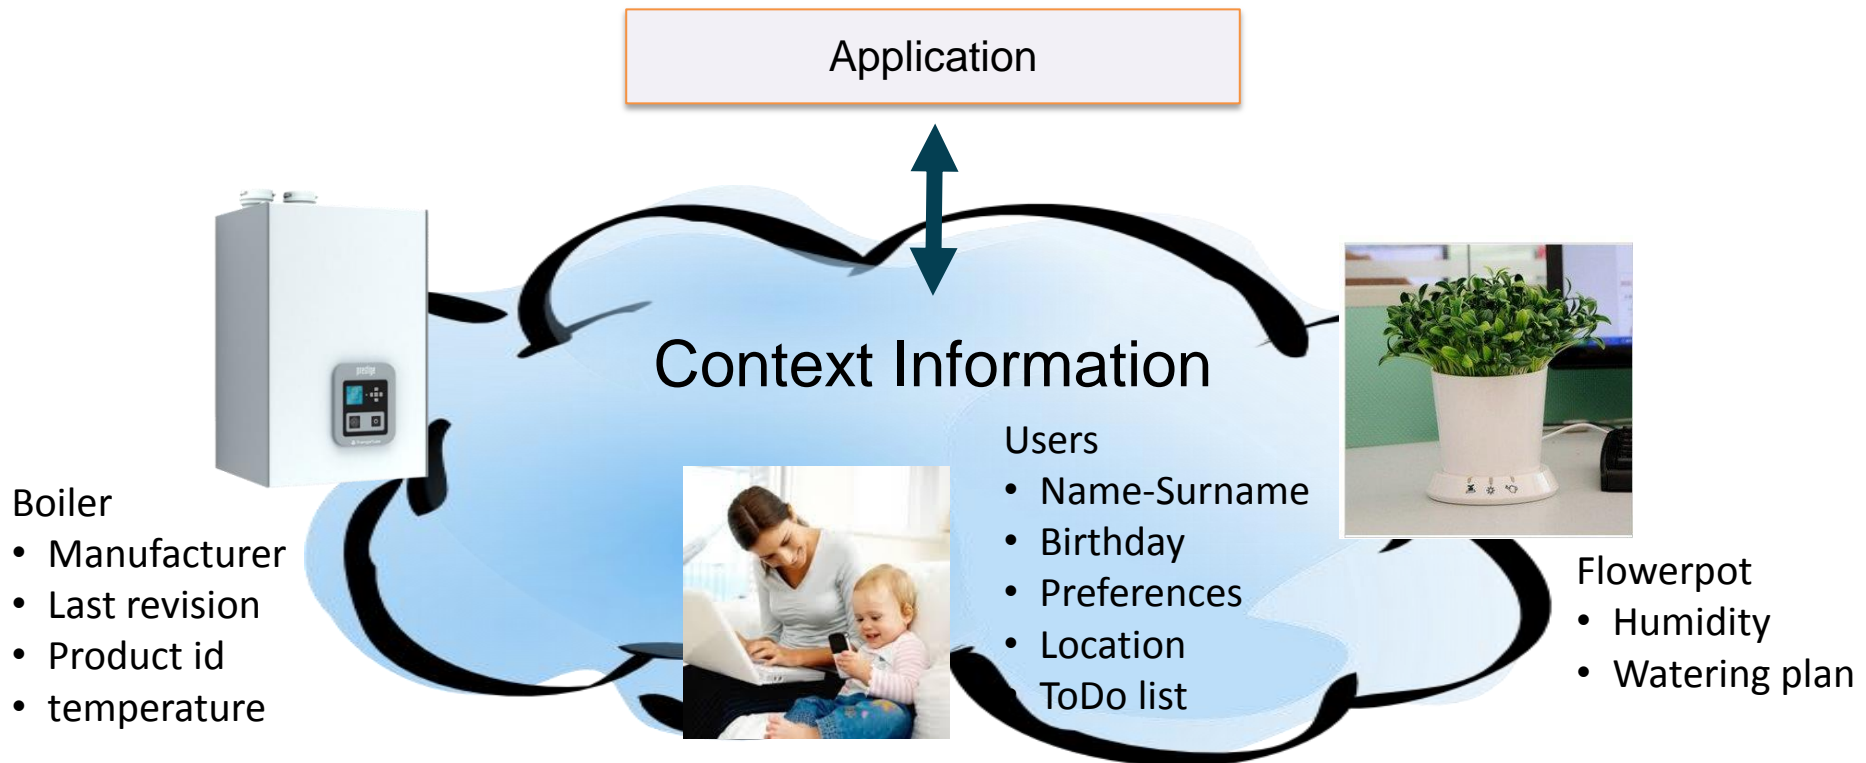 Application
Context Information
prestige
Users
• Name-Surname
• Birthday
• Preferences
• Location
• ToDo list
Boiler
• Manufacturer
• Last revision
• Product id
• temperature
Flowerpot
• Humidity
• Watering plan